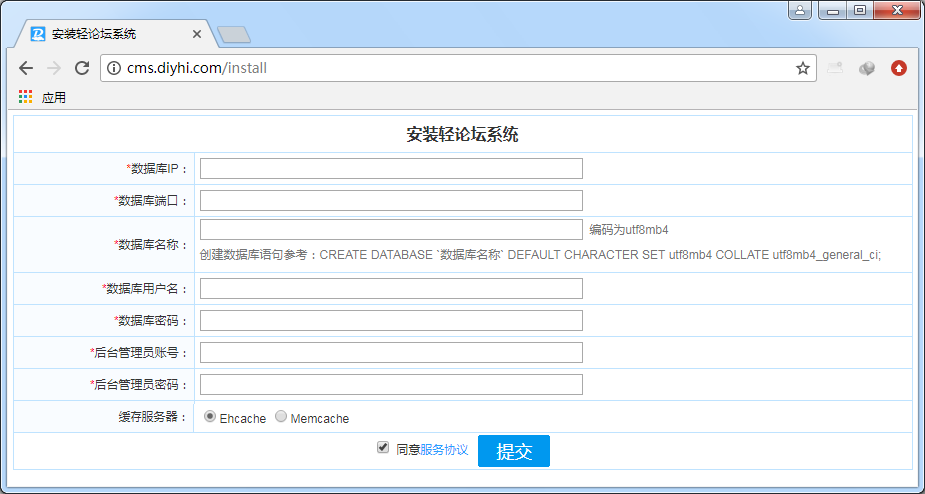 安装轻论坛系统
cms.diyhi.com/install
应用
安装轻论坛系统
*数据库IP：
*数据库端口：
*数据库名称： 编码为utf8mb4
创建数据库语句参考：CREATE DATABASE `数据库名称` DEFAULT CHARACTER SET utf8mb4 COLLATE utf8mb4_general_ci;
*数据库用户名：
*数据库密码：
*后台管理员账号：
*后台管理员密码：
缓存服务器： Ehcache Memcache
同意服务协议 提交